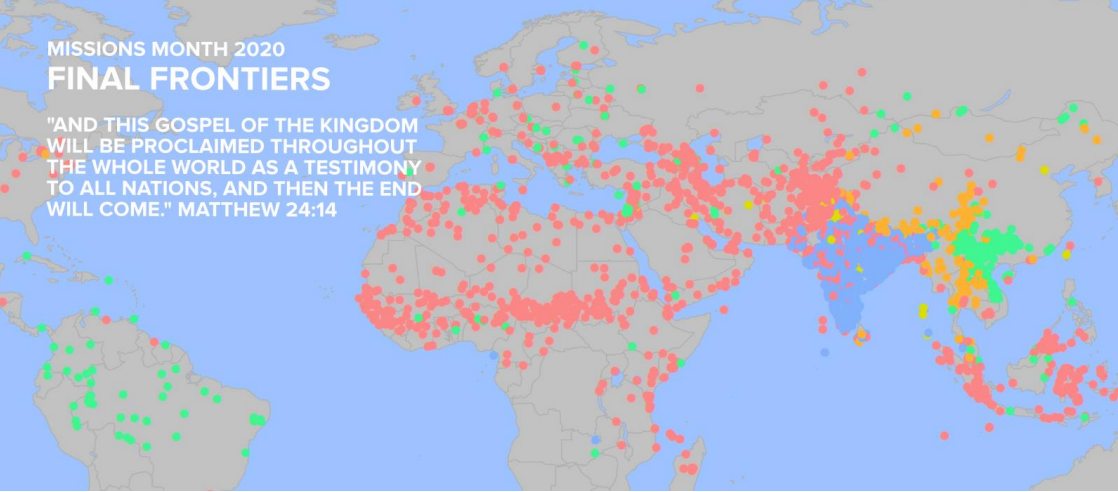 MISSIONS MONTH 2020
FINAL FRONTIERS
"AND THIS GOSPEL OF THE KINGDOM
WILL BE PROCLAIMED THROUGHOUT
THE WHOLE WORLD AS A TESTIMONY
TO ALL NATIONS, AND THEN THE END
WILL COME." MATTHEW 24:14